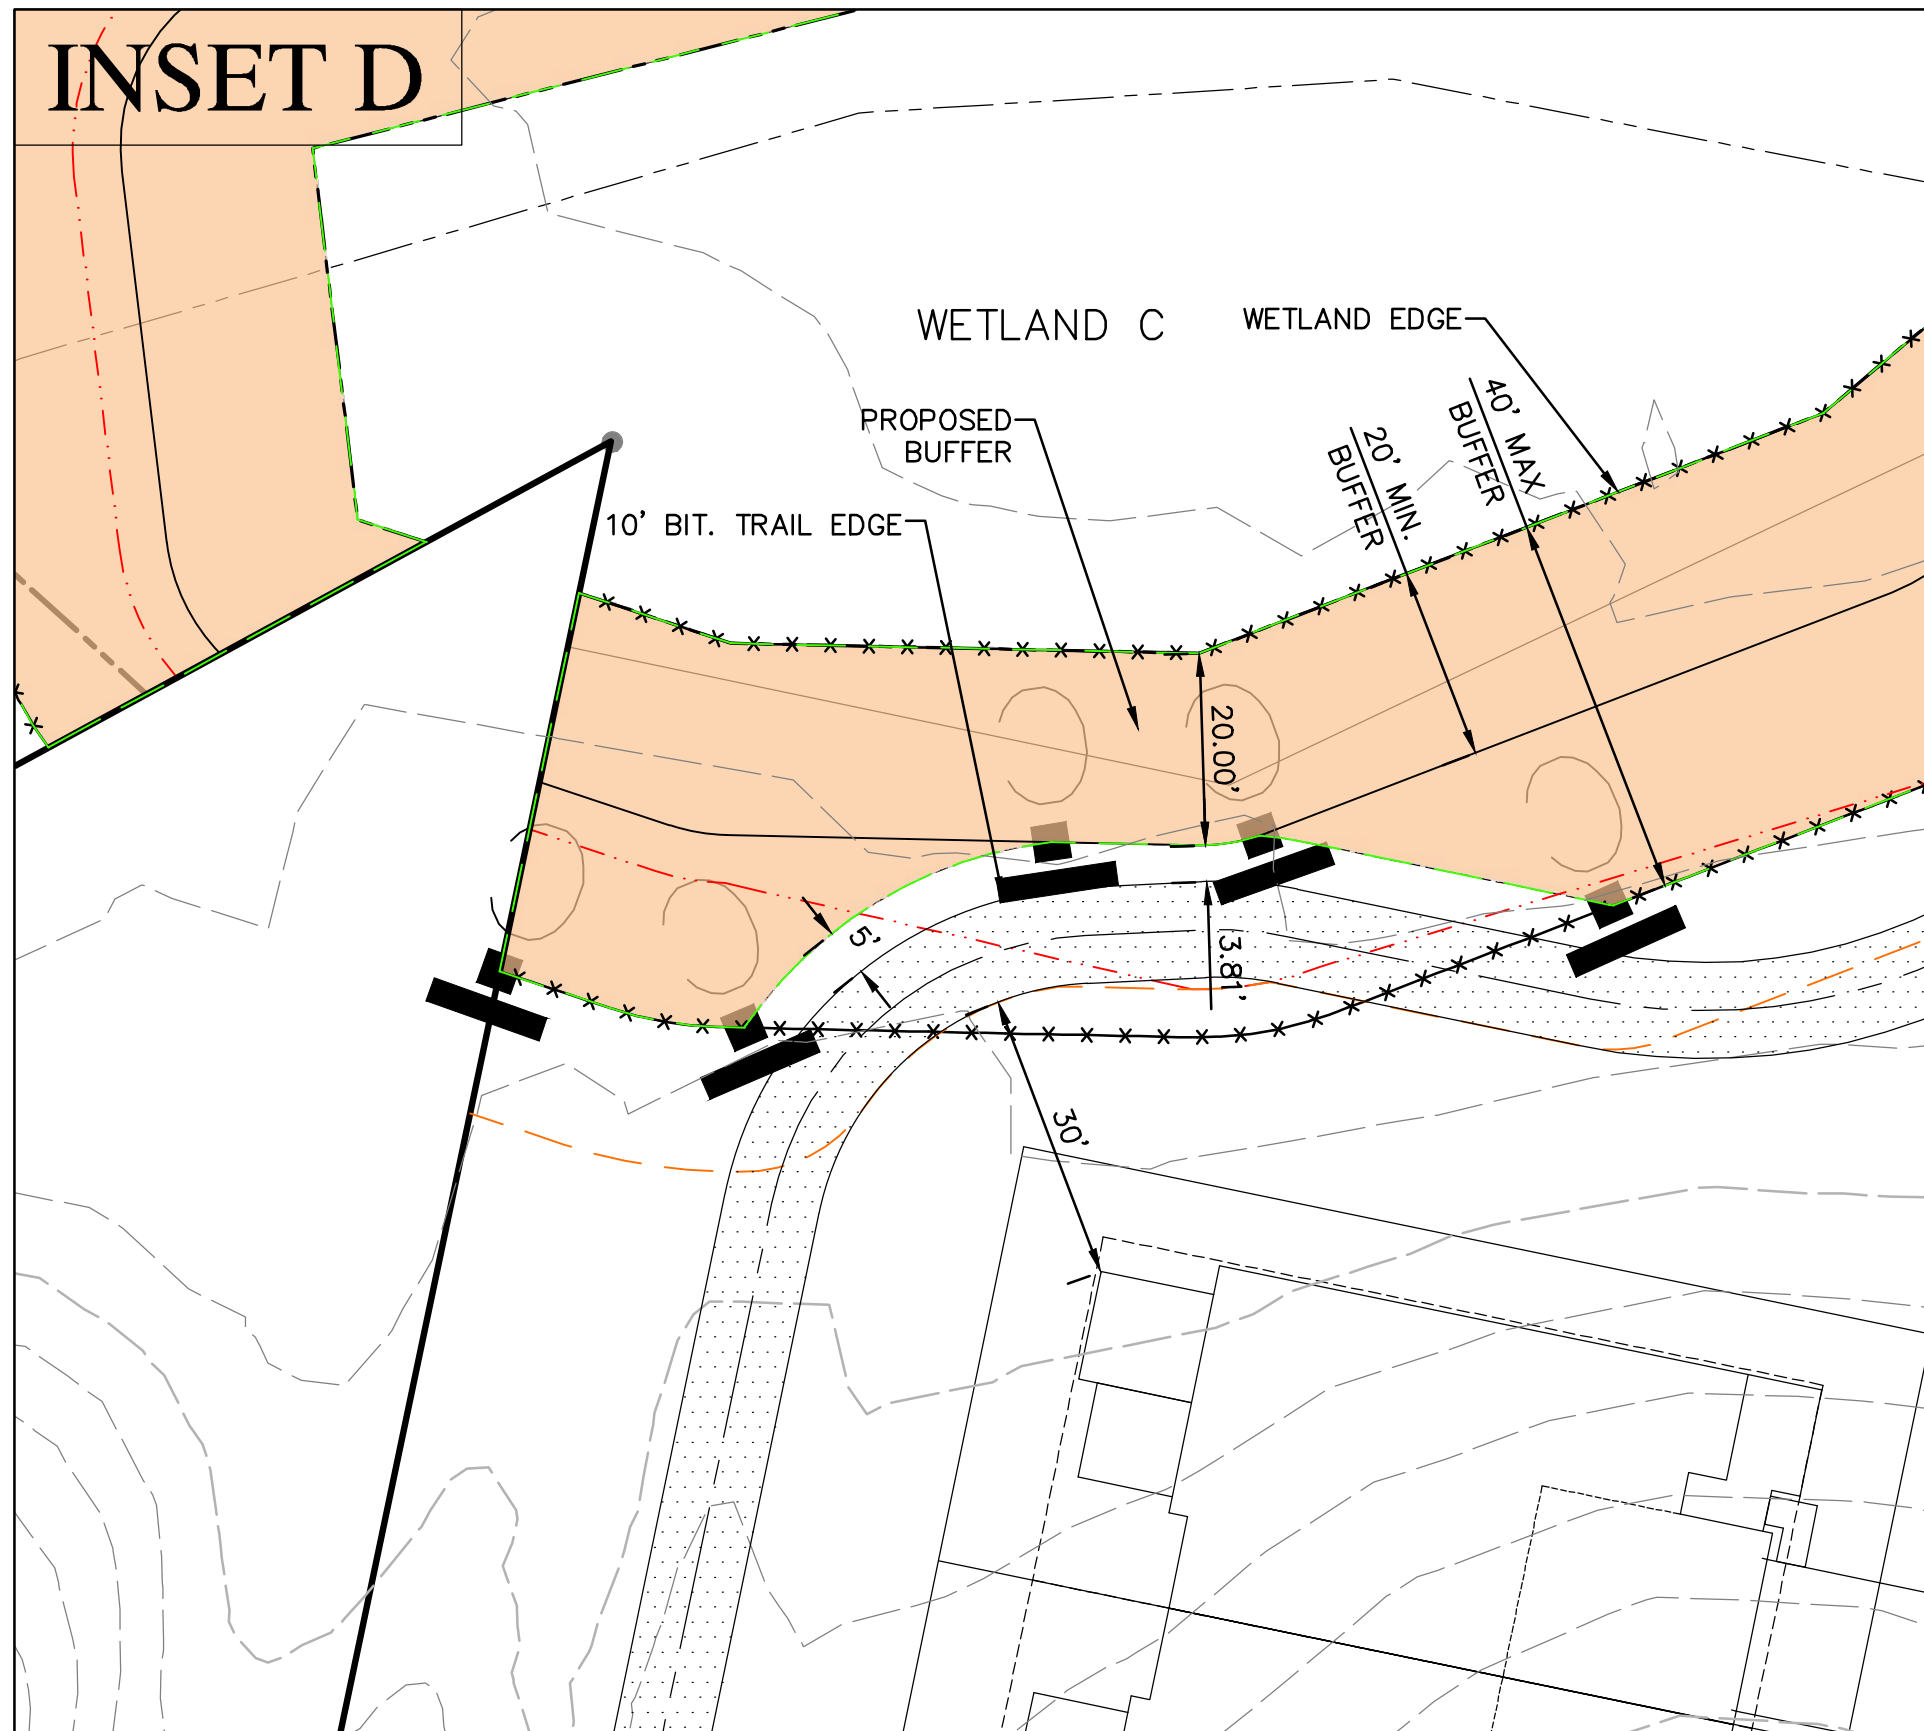 INSET D
WETLAND C
WETLAND EDGE
PROPOSED
BUFFER
40' MAX
BUFFER
20' MIN.
BUFFER
10' BIT. TRAIL EDGE
20.00'
5'
3.81'
30'